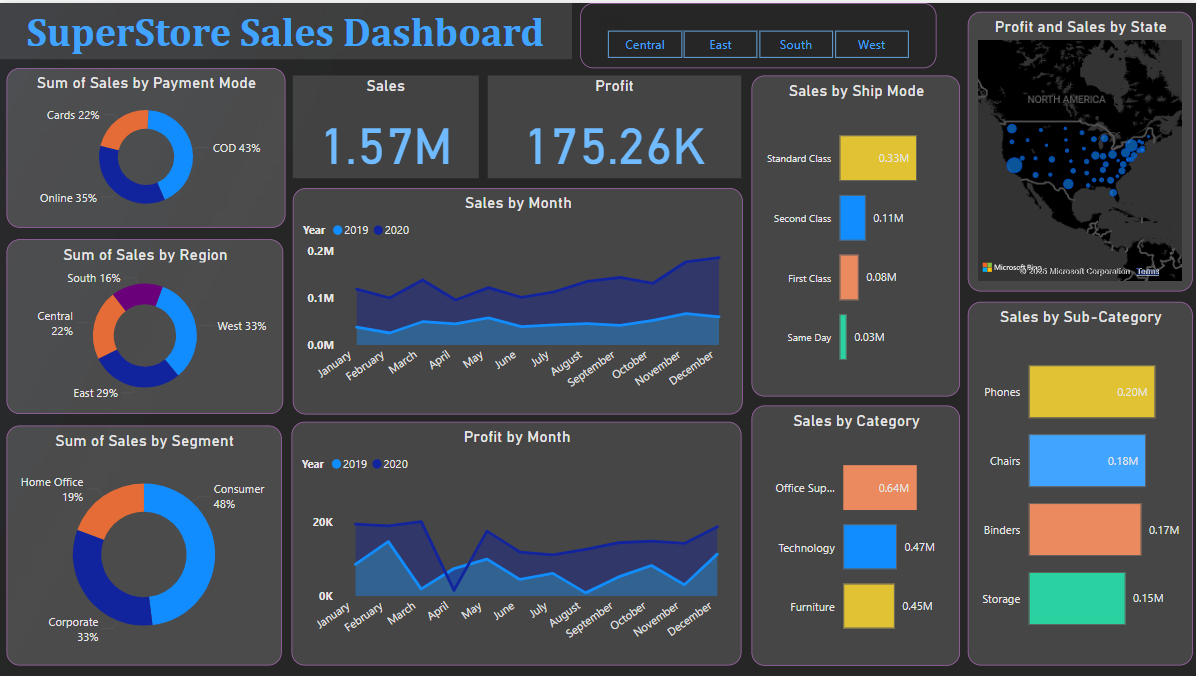 SuperStore Sales Dashboard
Central
East
South
West
Sum of Sales by Payment Mode
Cards 22%
COD 43%
Online 35%
Sales
1.57M
Profit
175.26K
Sales by Ship Mode
Standard Class
0.33M
Second Class
0.11M
First Class
0.08M
Same Day
0.03M
Profit and Sales by State
NORTH AMERICA
Microsoft Bing
Microsoft Corporation
Terms
Sum of Sales by Region
South 16%
Central
22%
West 33%
East 29%
Sales by Month
Year 2019 2020
0.2M
0.1M
0.0M
January
February
March
April
May
June
July
August
September
October
November
December
Sum of Sales by Segment
Home Office
19%
Consumer
48%
Corporate
33%
Profit by Month
Year 2019 2020
20K
0K
January
February
March
April
May
June
July
August
September
October
November
December
Sales by Category
Office Sup...
0.64M
Technology
0.47M
Furniture
0.45M
Sales by Sub-Category
Phones
0.20M
Chairs
0.18M
Binders
0.17M
Storage
0.15M